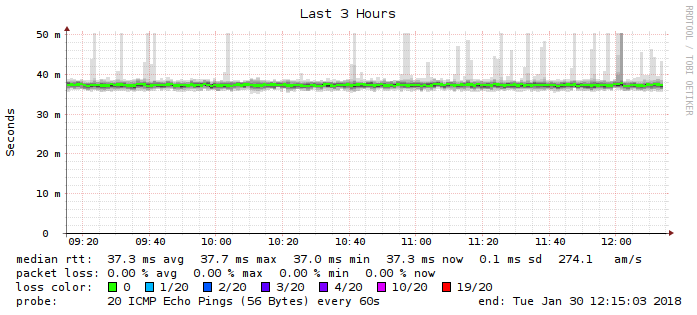 Last 3 Hours
RRDTOOL / TOBI OETIKER
Seconds
50 m
40 m
30 m
20 m
10 m
0
09:20 09:40 10:00 10:20 10:40 11:00 11:20 11:40 12:00
median rtt: 37.3 ms avg 37.7 ms max 37.0 ms min 37.3 ms now 0.1 ms sd 274.1 am/s
packet loss: 0.00 % avg 0.00 % max 0.00 % min 0.00 % now
loss color: 0 1/20 2/20 3/20 4/20 10/20 19/20
probe: 20 ICMP Echo Pings (56 Bytes) every 60s end: Tue Jan 30 12:15:03 2018